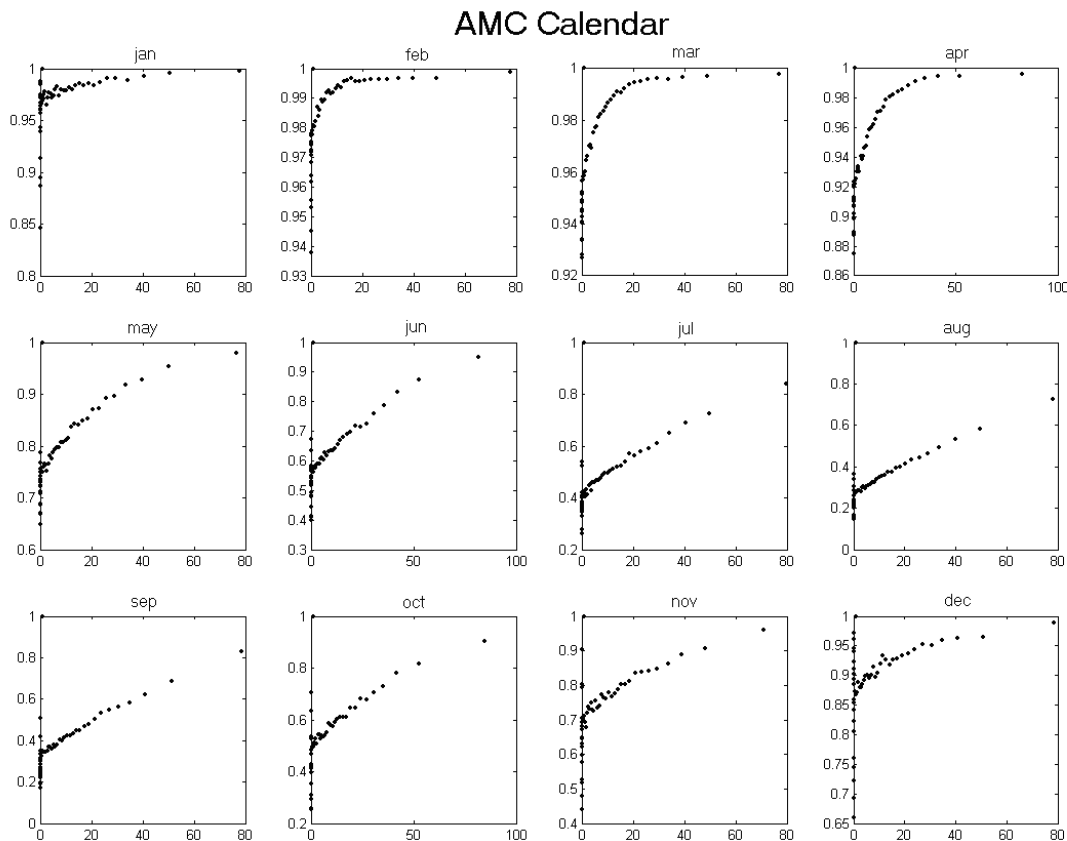 AMC Calendar
jan feb mar apr
1 1 1 1
0.95 0.99 0.98 0.98
0.9 0.98 0.96 0.96
0.85 0.97 0.94 0.94
0.8 0.96 0.92 0.92
0.95 0.9
0.94 0.88
0.93 0.86
0 20 40 60 80 0 20 40 60 80 0 20 40 60 80 0 50 100
may jun jul aug
1 1 1 1
0.9 0.9 0.8 0.8
0.8 0.8 0.6 0.6
0.7 0.7 0.4 0.4
0.6 0.6 0.2 0.2
0.5 0
0.4
0.3
0 20 40 60 80 0 50 100 0 20 40 60 80 0 20 40 60 80
sep oct nov dec
1 1 1 1
0.8 0.8 0.9 0.95
0.6 0.6 0.8 0.9
0.4 0.4 0.7 0.85
0.2 0.2 0.6 0.8
0 0.5 0.75
0.4 0.7
0.65
0 20 40 60 80 0 50 100 0 20 40 60 80 0 20 40 60 80